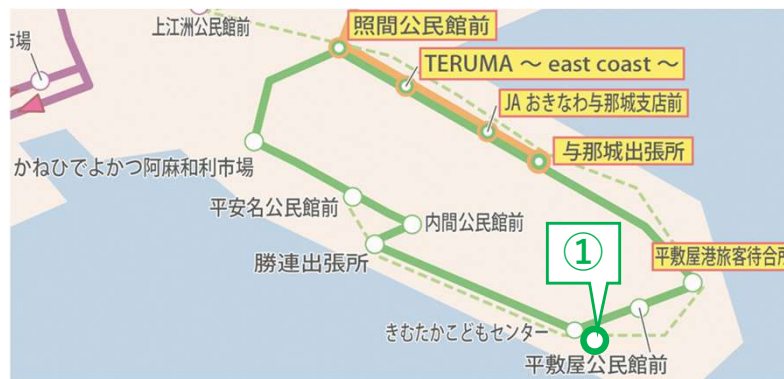 上江洲公民館前
市場
照間公民館前
TERUMA ～ east coast ～
JA おきなわ与那城支店前
与那城出張所
かねひでよかつ阿麻和利市場
平安名公民館前
内間公民館前
勝連出張所
①
平敷屋港旅客待合所
きむたかこどもセンター
平敷屋公民館前